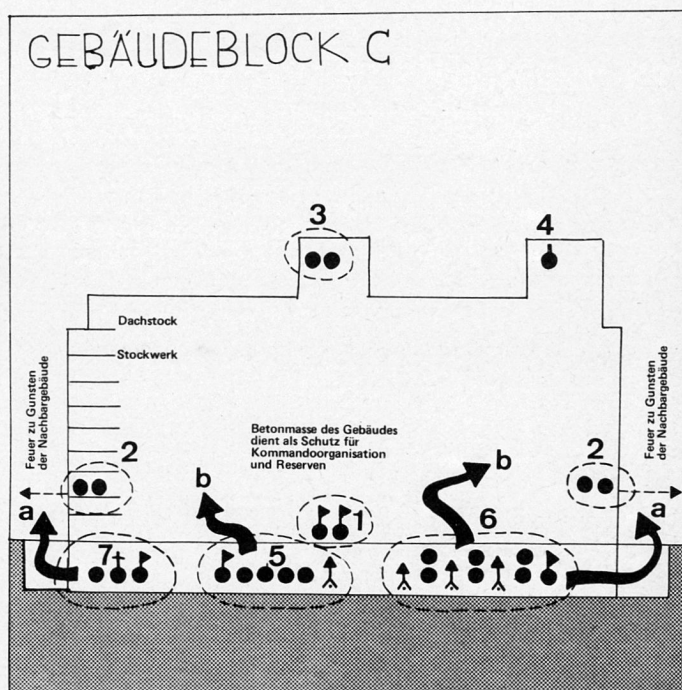 GEBÄUDEBLOCK C
3
4
Dachstock
Stockwerk
Feuer zu Gunsten
der Nachbargebäude
Feuer zu Gunsten
der Nachbargebäude
Betonmasse des Gebäudes
dient als Schutz für
Kommandoorganisation
und Reserven
2
2
b
b
a
a
1
7
5
6